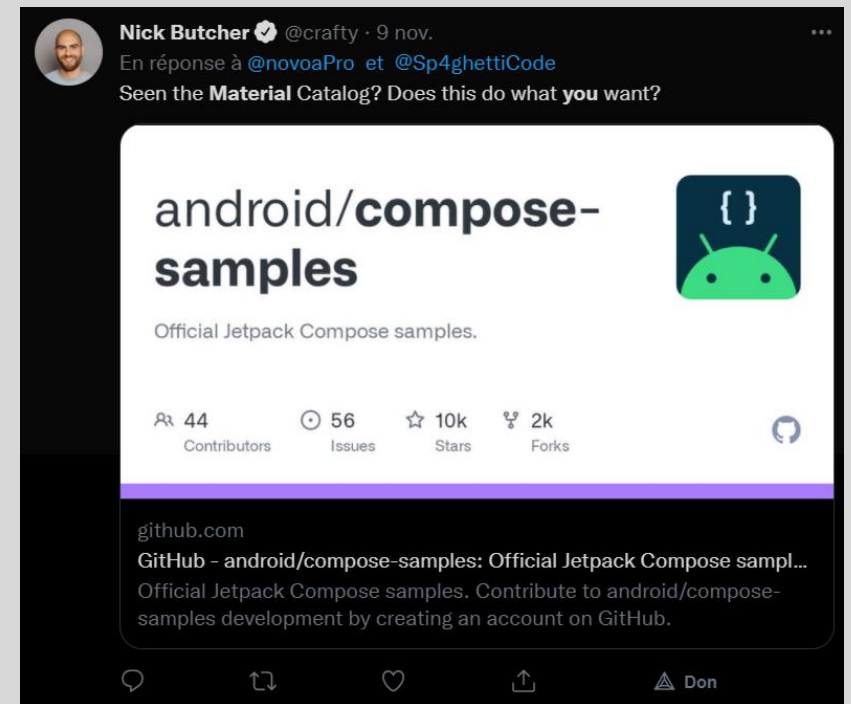 Nick Butcher @crafty · 9 nov.
En réponse à @novoaPro et @Sp4ghettiCode
Seen the Material Catalog? Does this do what you want?
android/compose-
samples
{ }
Official Jetpack Compose samples.
44 56 10k 2k
Contributors Issues Stars Forks
github.com
GitHub - android/compose-samples: Official Jetpack Compose sampl...
Official Jetpack Compose samples. Contribute to android/compose-
samples development by creating an account on GitHub.
Don